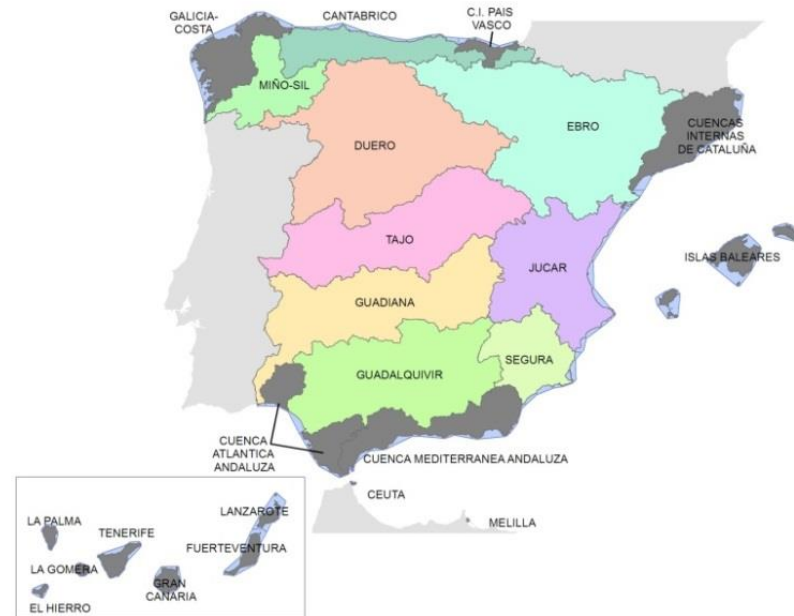 GALICIA-
COSTA
CANTABRICO
C.I. PAIS
VASCO
MIÑO-SIL
DUERO
EBRO
CUENCAS
INTERNAS
DE CATALUÑA
TAJO
JUCAR
ISLAS BALEARES
GUADIANA
SEGURA
GUADALQUIVIR
CUENCA
ATLANTICA
ANDALUZA
CUENCA MEDITERRANEA ANDALUZA
CEUTA
MELILLA
LA PALMA
TENERIFE
LANZAROTE
FUERTEVENTURA
LA GOMERA
GRAN
CANARIA
EL HIERRO